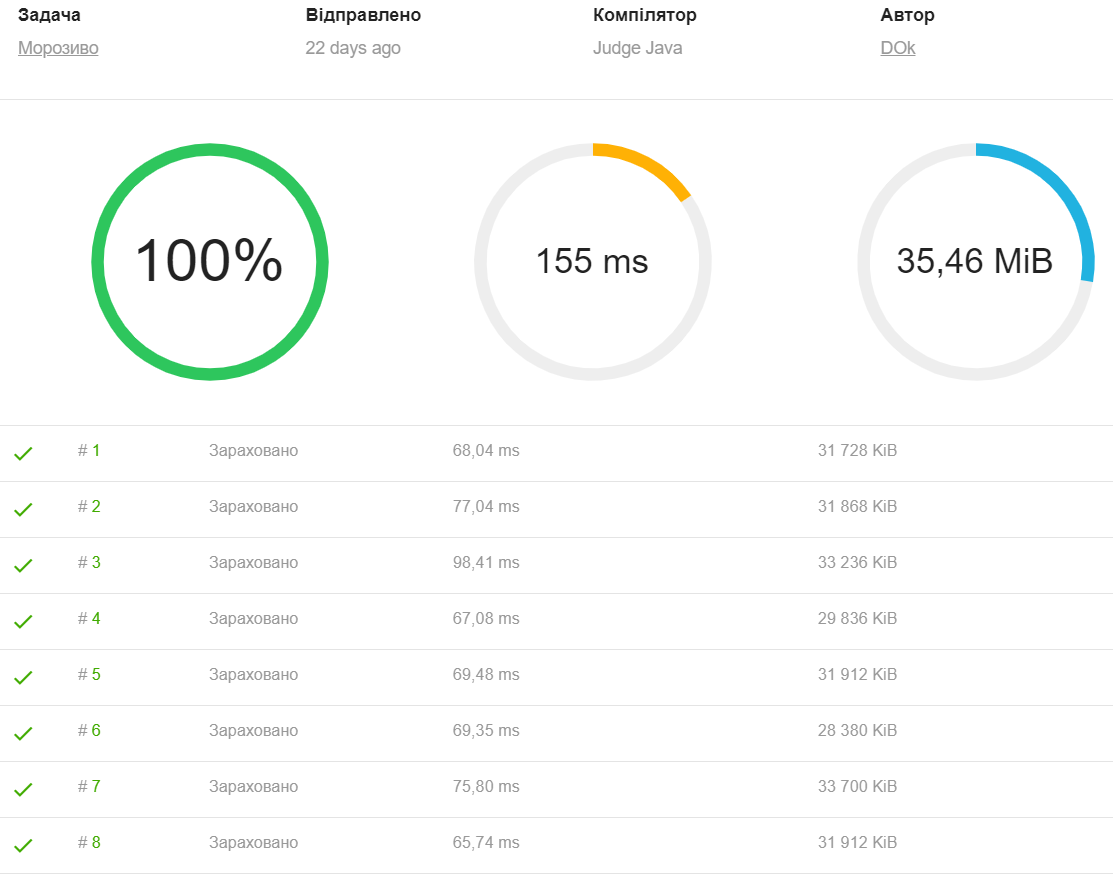 Задача Відправлено Компілятор Автор
Морозиво 22 days ago Judge Java DOk
100% 155 ms 35,46 MiB
# 1 Зараховано 68,04 ms 31 728 KiB
# 2 Зараховано 77,04 ms 31 868 KiB
# 3 Зараховано 98,41 ms 33 236 KiB
# 4 Зараховано 67,08 ms 29 836 KiB
# 5 Зараховано 69,48 ms 31 912 KiB
# 6 Зараховано 69,35 ms 28 380 KiB
# 7 Зараховано 75,80 ms 33 700 KiB
# 8 Зараховано 65,74 ms 31 912 KiB